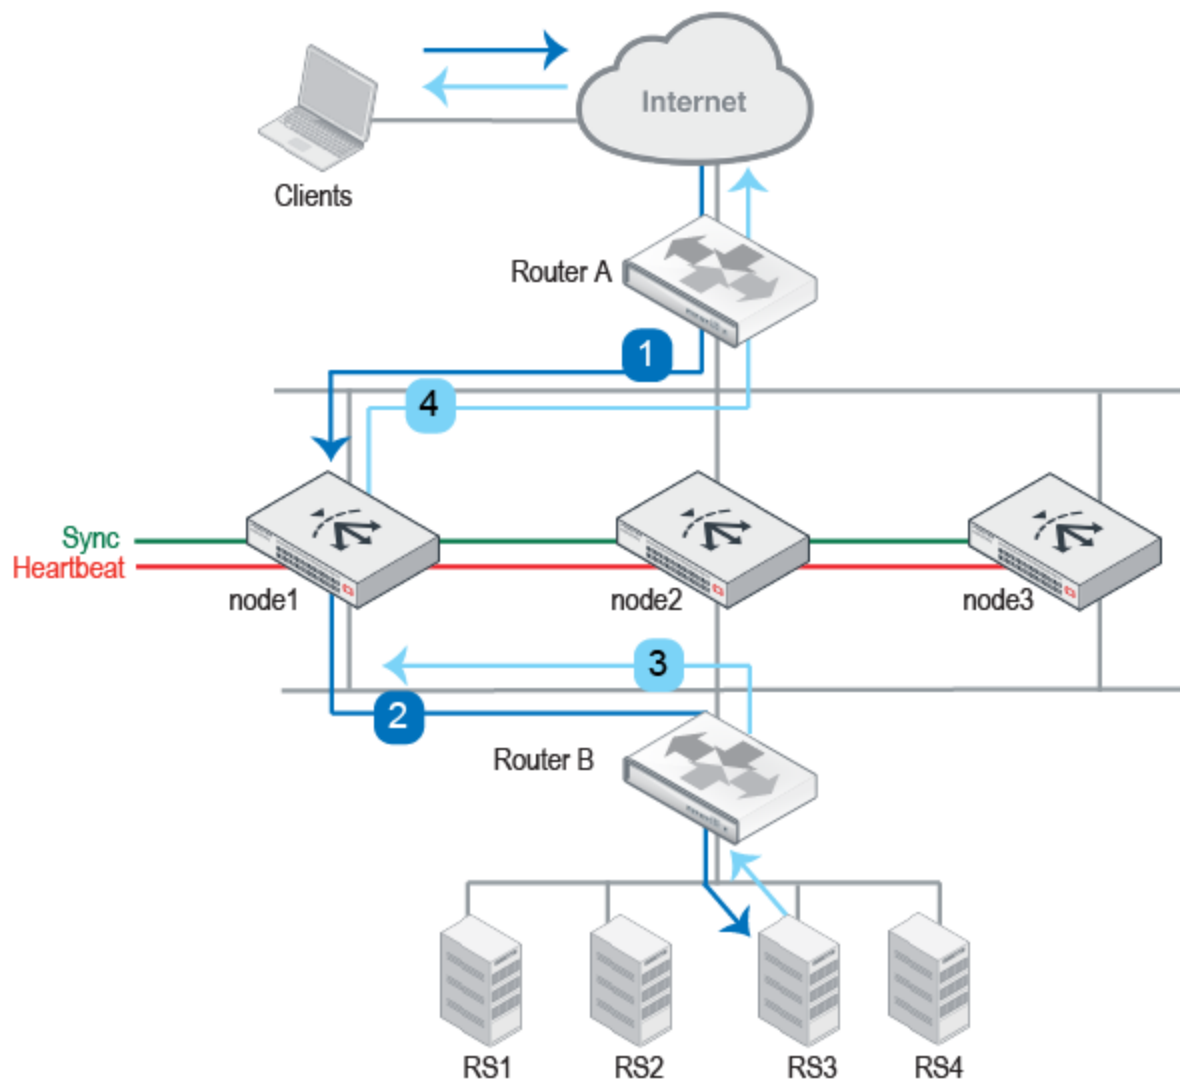 Internet
Clients
Router A
1
4
Sync
Heartbeat
node1
node2
node3
3
2
Router B
RS1
RS2
RS3
RS4